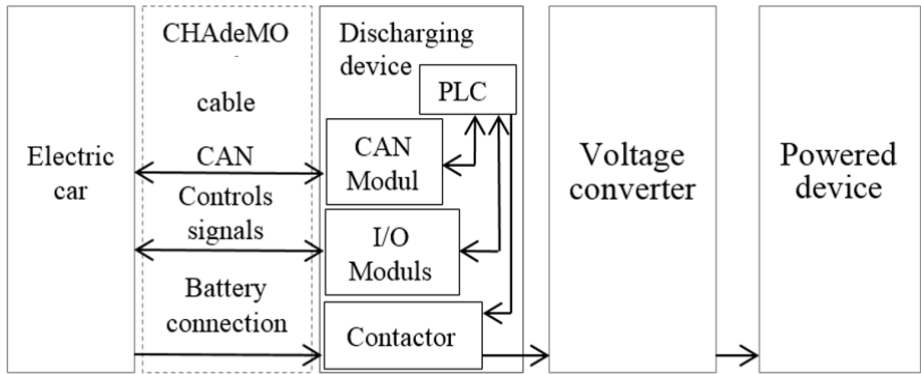 Electric
car
CHAdeMO
cable
CAN
Controls
signals
Battery
connection
Discharging
device
PLC
CAN
Modul
I/O
Moduls
Contactor
Voltage
converter
Powered
device